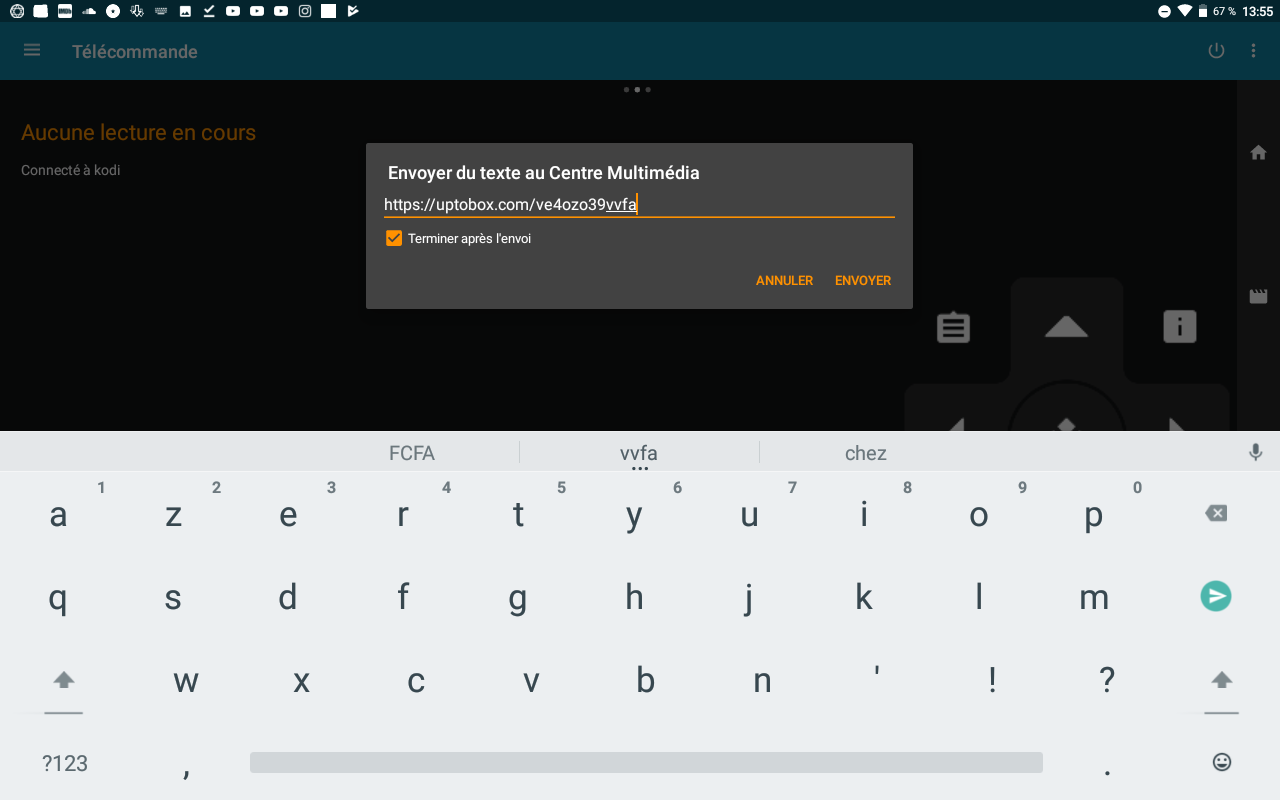 67 % 13:55
Télécommande
Aucune lecture en cours
Connecté à kodi
Envoyer du texte au Centre Multimédia
https://uptobox.com/ve4ozo39vvfa
Terminer après l'envoi
ANNULER ENVOYER
FCFA vvfa chez
1 2 3 4 5 6 7 8 9 0
a z e r t y u i o p
q s d f g h j k l m
w x c v b n ' ! ?
?123 , .